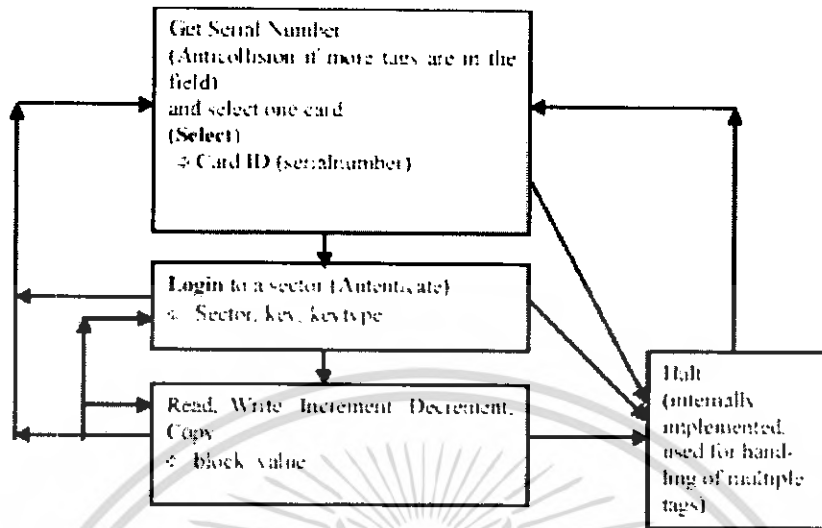 Get Serial Number
(Anticollision if more tags are in the
field)
and select one card
(Select)
Card ID (serialnumber)
Login to a sector (Autenticate)
Sector, key, keytype
Read, Write Increment Decrement,
Copy
block value
Halt
(internally
implemented,
used for hand-
ling of multiple
tags)